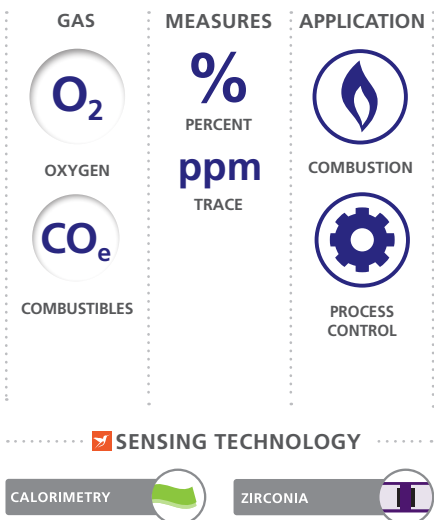 GAS
O2
OXYGEN
COe
COMBUSTIBLES
MEASURES
%
PERCENT
ppm
TRACE
APPLICATION
COMBUSTION
PROCESS
CONTROL
SENSING TECHNOLOGY
CALORIMETRY
ZIRCONIA